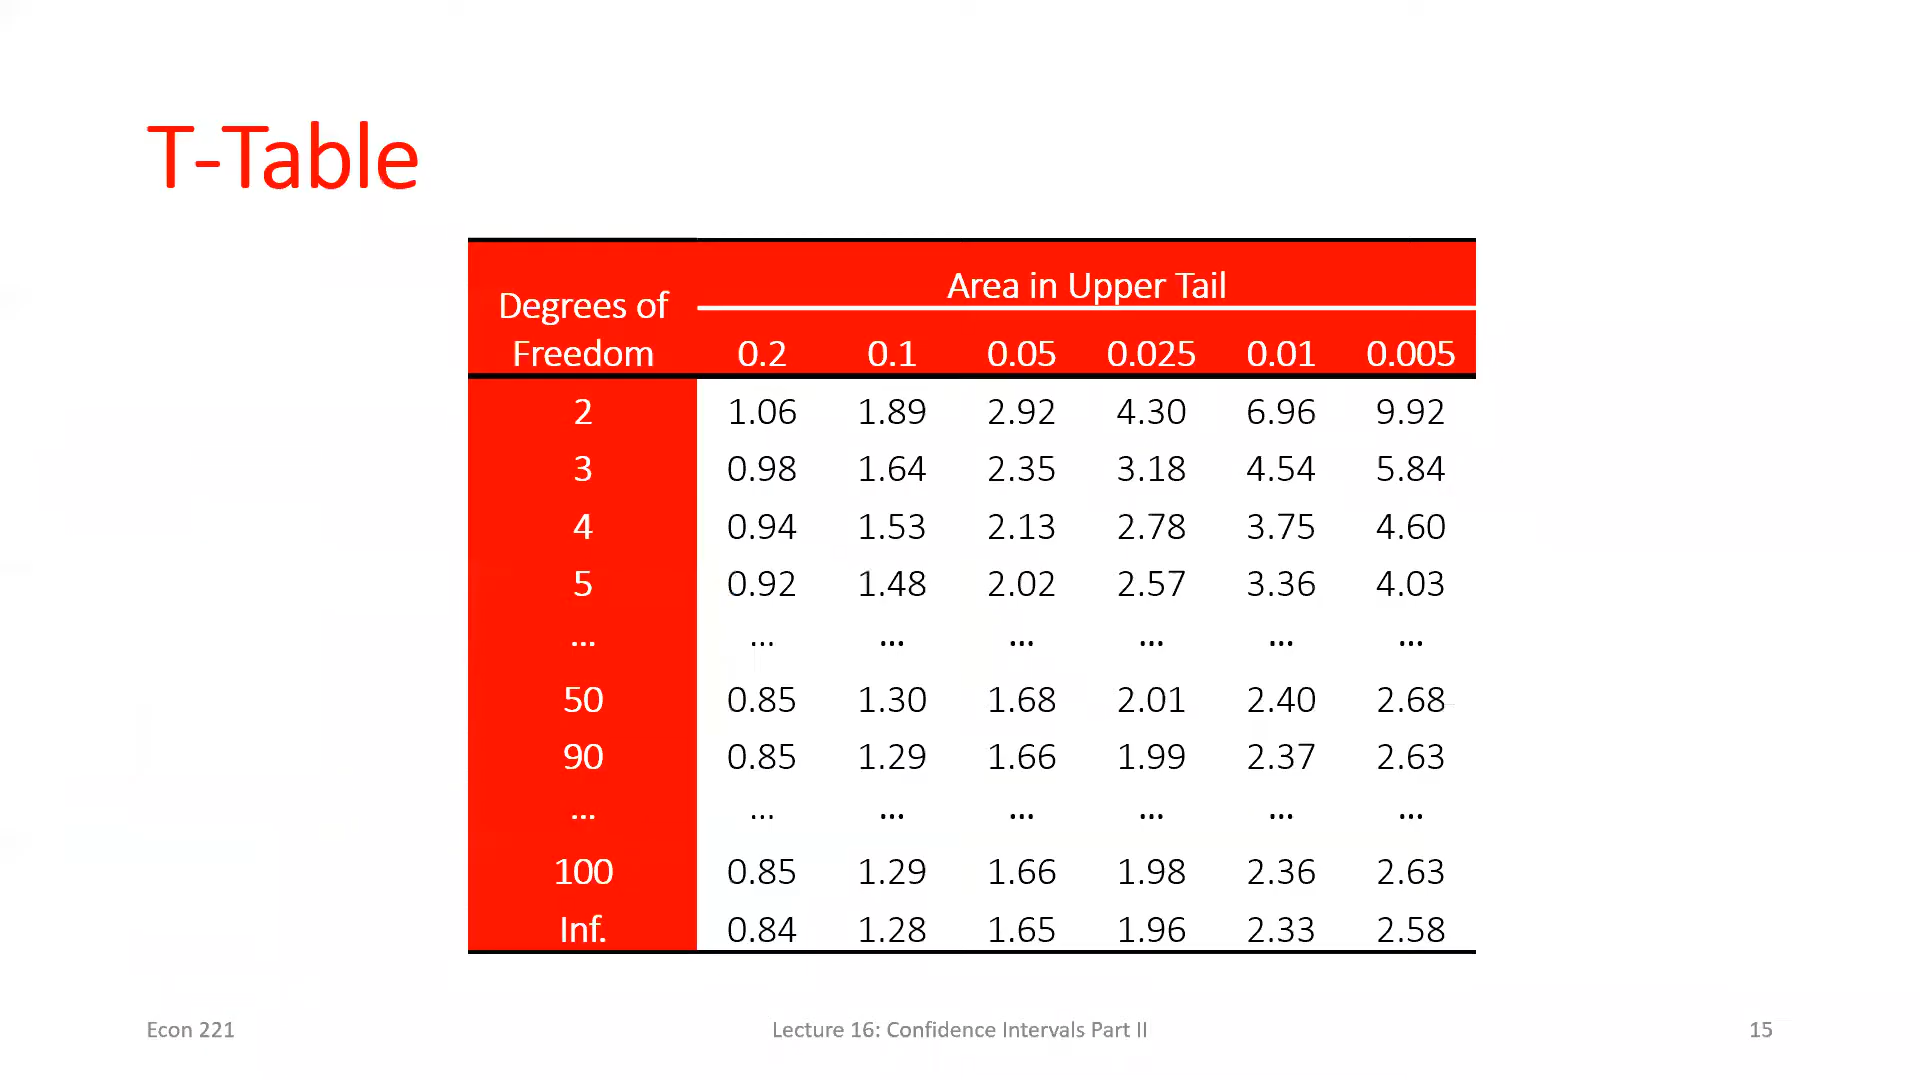 T-Table
Area in Upper Tail
Degrees of
Freedom 0.2 0.1 0.05 0.025 0.01 0.005
2 1.06 1.89 2.92 4.30 6.96 9.92
3 0.98 1.64 2.35 3.18 4.54 5.84
4 0.94 1.53 2.13 2.78 3.75 4.60
5 0.92 1.48 2.02 2.57 3.36 4.03
... ... ... ... ... ... ...
50 0.85 1.30 1.68 2.01 2.40 2.68
90 0.85 1.29 1.66 1.99 2.37 2.63
... ... ... ... ... ... ...
100 0.85 1.29 1.66 1.98 2.36 2.63
Inf. 0.84 1.28 1.65 1.96 2.33 2.58
Econ 221 Lecture 16: Confidence Intervals Part II 15